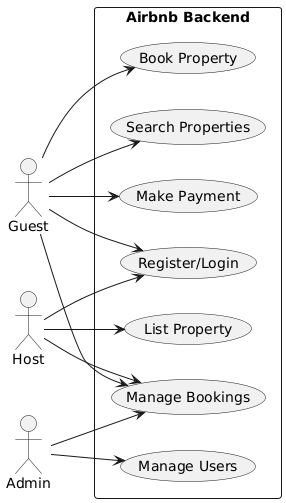 Airbnb Backend
Book Property
Search Properties
Make Payment
Guest
Register/Login
List Property
Host
Manage Bookings
Manage Users
Admin